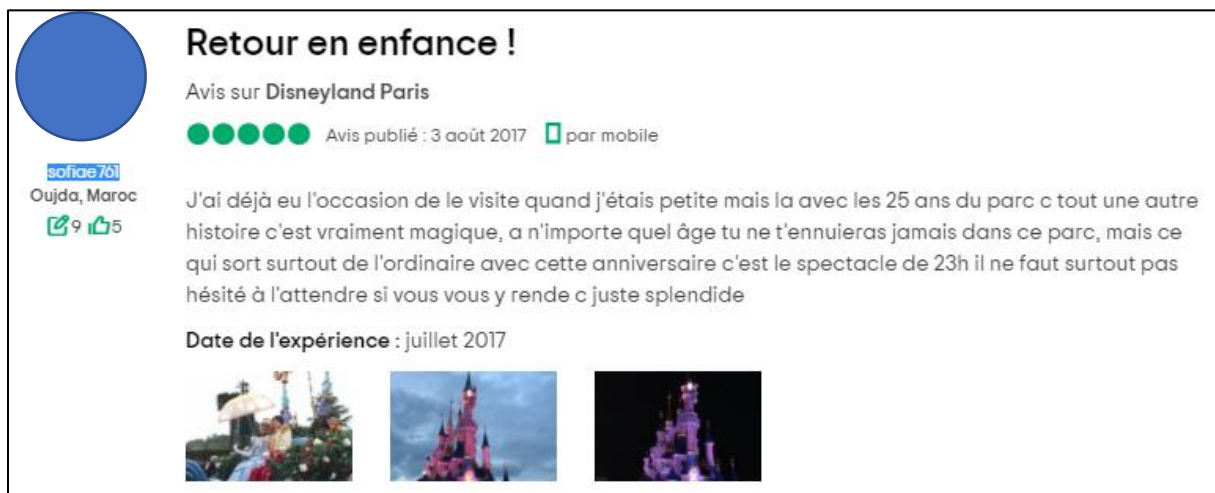 Retour en enfance !
Avis sur Disneyland Paris
Avis publié : 3 août 2017 par mobile
sofiae761
Oujda, Maroc
9 5
J'ai déjà eu l'occasion de le visite quand j'étais petite mais la avec les 25 ans du parc c tout une autre
histoire c'est vraiment magique, a n'importe quel âge tu ne t'ennuieras jamais dans ce parc, mais ce
qui sort surtout de l'ordinaire avec cette anniversaire c'est le spectacle de 23h il ne faut surtout pas
hésité à l'attendre si vous vous y rende c juste splendide
Date de l'expérience : juillet 2017